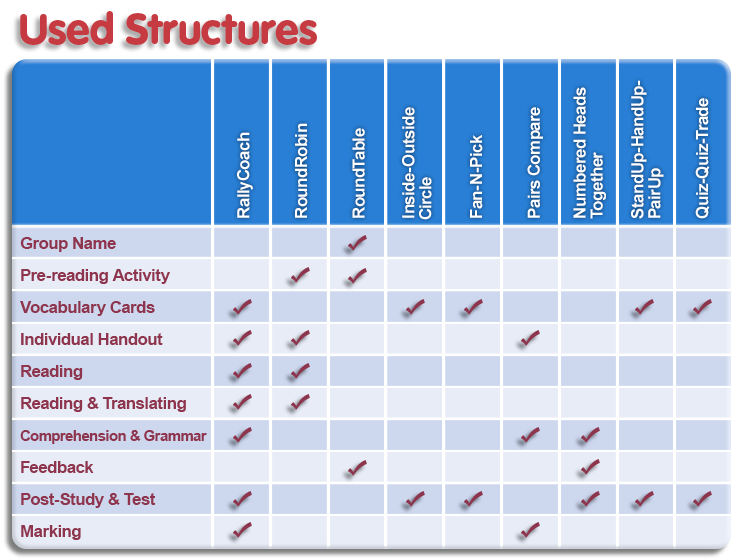 Used Structures
RallyCoach
RoundRobin
RoundTable
Inside-Outside
Circle
Fan-N-Pick
Pairs Compare
Numbered Heads
Together
StandUp-HandUp-
PairUp
Quiz-Quiz-Trade
Group Name
Pre-reading Activity
Vocabulary Cards
Individual Handout
Reading
Reading & Translating
Comprehension & Grammar
Feedback
Post-Study & Test
Marking